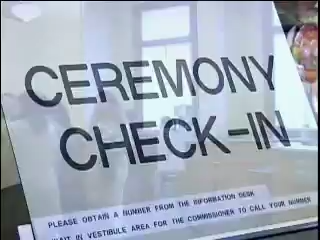 CEREMONY
CHECK-IN
PLEASE OBTAIN A NUMBER FROM THE INFORMATION DESK
WAIT IN VESTIBULE AREA FOR THE COMMISSIONER TO CALL YOUR NUMBER